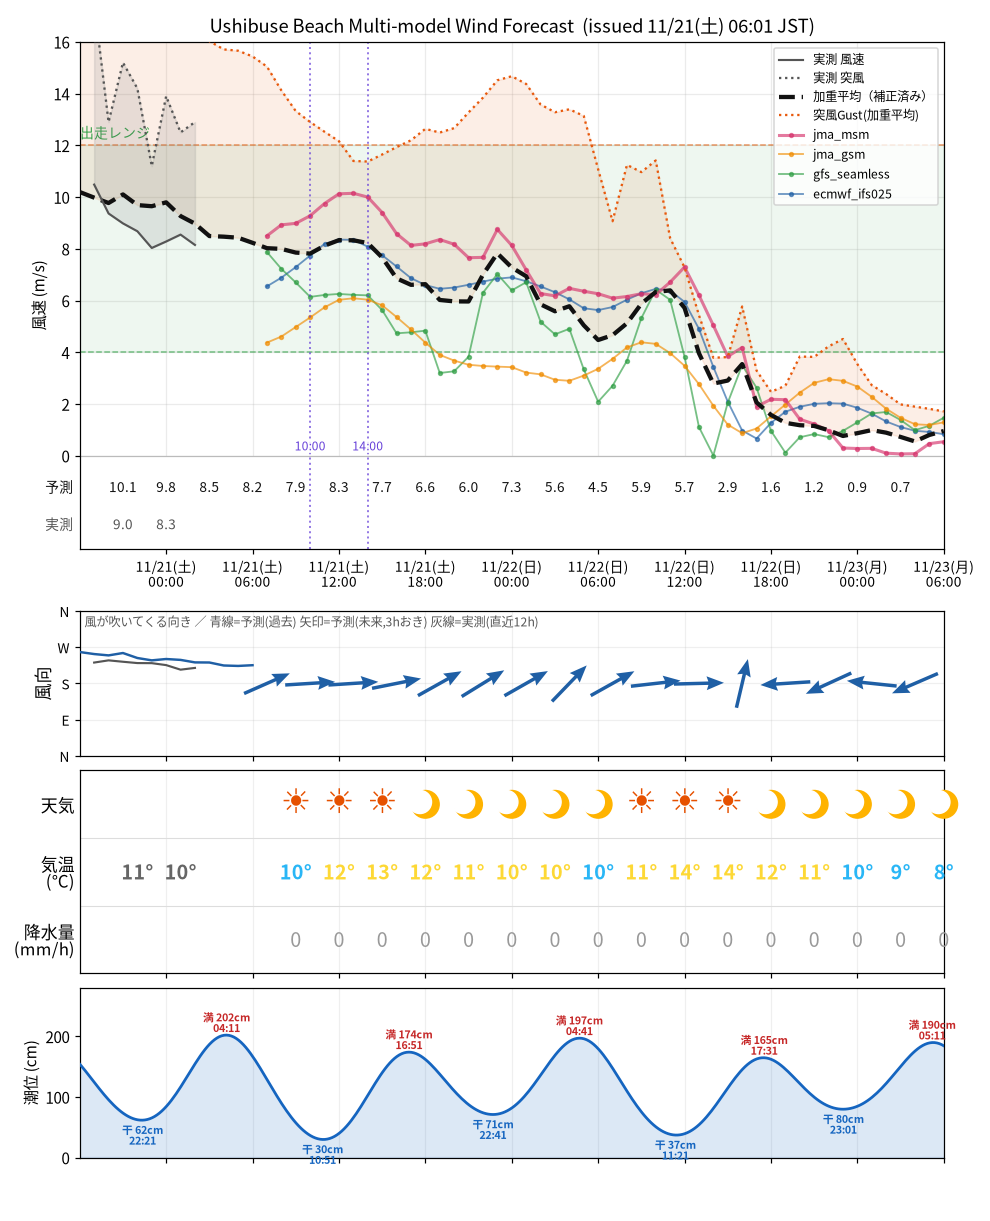 Ushibuse Beach Multi-model Wind Forecast (issued 11/21(土) 06:01 JST)
風速 (m/s)
16
14
12
10
8
6
4
2
0
出走レンジ
実測 風速
実測 突風
加重平均（補正済み）
突風Gust(加重平均)
jma_msm
jma_gsm
gfs_seamless
ecmwf_ifs025
10:00 14:00
予測 10.1 9.8 8.5 8.2 7.9 8.3 7.7 6.6 6.0 7.3 5.6 4.5 5.9 5.7 2.9 1.6 1.2 0.9 0.7
実測 9.0 8.3
11/21(土) 11/21(土) 11/21(土) 11/21(土) 11/22(日) 11/22(日) 11/22(日) 11/22(日) 11/23(月) 11/23(月)
00:00 06:00 12:00 18:00 00:00 06:00 12:00 18:00 00:00 06:00
風向
N
W
S
E
N
風が吹いてくる向き ／ 青線=予測(過去) 矢印=予測(未来,3hおき) 灰線=実測(直近12h)
天気
気温
(℃)
11° 10° 10° 12° 13° 12° 11° 10° 10° 10° 11° 14° 14° 12° 11° 10° 9° 8°
降水量
(mm/h)
0 0 0 0 0 0 0 0 0 0 0 0 0 0 0 0
潮位 (cm)
200
100
0
満 202cm
04:11
満 174cm
16:51
満 197cm
04:41
満 165cm
17:31
満 190cm
05:11
干 62cm
22:21
干 30cm
10:51
干 71cm
22:41
干 37cm
11:21
干 80cm
23:01